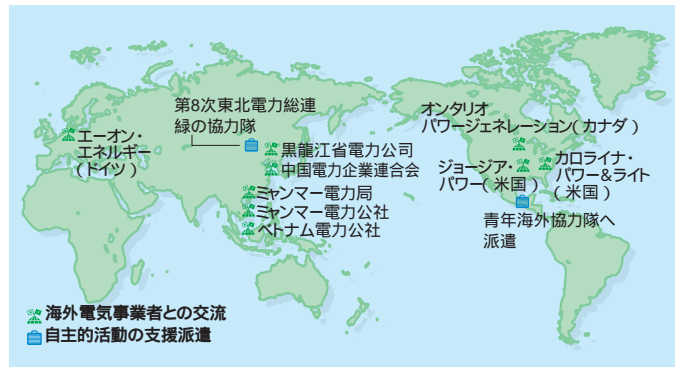 第8次東北電力総連
緑の協力隊
エーオン・
エネルギー
(ドイツ)
黒龍江省電力公司
中国電力企業連合会
ミャンマー電力局
ミャンマー電力公社
ベトナム電力公社
オンタリオ
パワージェネレーション(カナダ)
ジョージア・
パワー(米国)
カロライナ・
パワー&ライト
(米国)
青年海外協力隊へ
派遣
海外電気事業者との交流
自主的活動の支援派遣